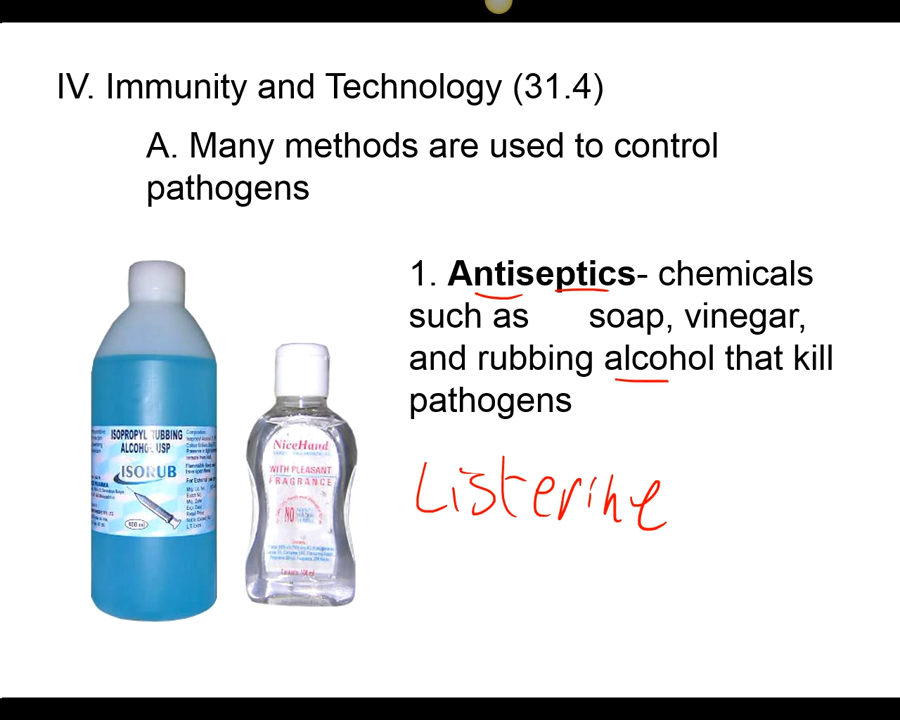 IV. Immunity and Technology (31.4)
A. Many methods are used to control
pathogens
1. Antiseptics- chemicals
such as soap, vinegar,
and rubbing alcohol that kill
pathogens
Listerine
ISOPROPYL RUBBING
ALCOHOL USP
ISORUB
NiceHand
WITH PLEASANT
FRAGRANCE
NO